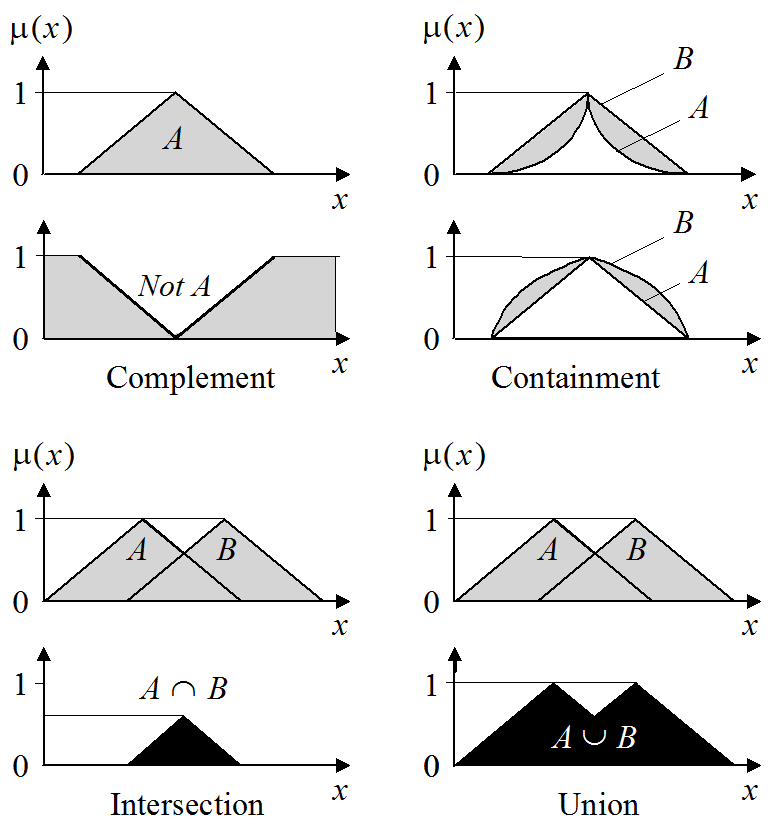 μ(x)
1
A
0
x
1
Not A
0
x
Complement
μ(x)
B
1
A
0
x
B
1
A
0
x
Containment
μ(x)
1
A
B
0
x
1
A ∩ B
0
x
Intersection
μ(x)
1
A
B
0
x
1
A ∪ B
0
x
Union